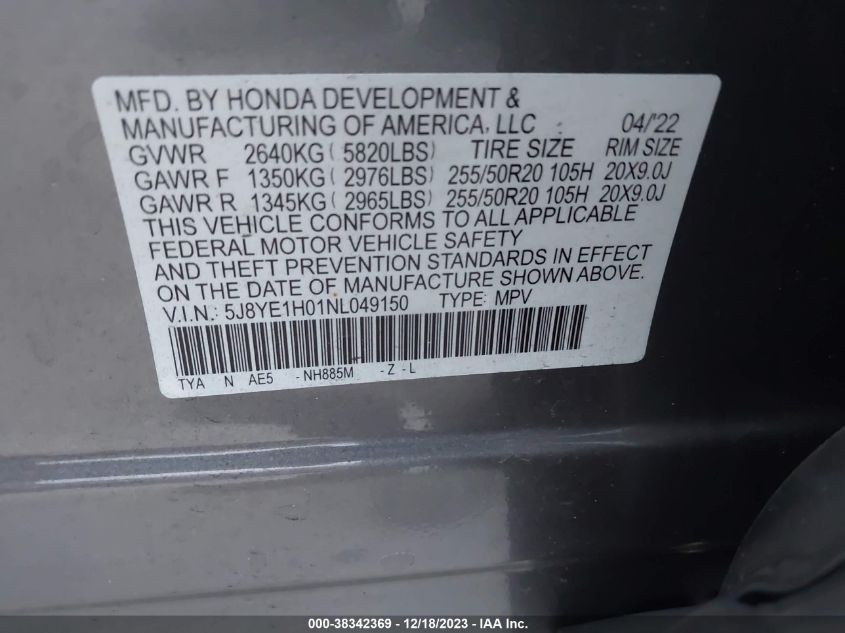 MFD. BY HONDA DEVELOPMENT &
MANUFACTURING OF AMERICA, LLC 04/'22
GVWR 2640KG ( 5820LBS) TIRE SIZE RIM SIZE
GAWR F 1350KG ( 2976LBS) 255/50R20 105H 20X9.0J
GAWR R 1345KG ( 2965LBS) 255/50R20 105H 20X9.0J
THIS VEHICLE CONFORMS TO ALL APPLICABLE
FEDERAL MOTOR VEHICLE SAFETY
AND THEFT PREVENTION STANDARDS IN EFFECT
ON THE DATE OF MANUFACTURE SHOWN ABOVE.
V.I.N.: 5J8YE1H01NL049150 TYPE: MPV
TYA N AE5 -NH885M -Z -L
000-38342369 - 12/18/2023 - IAA Inc.